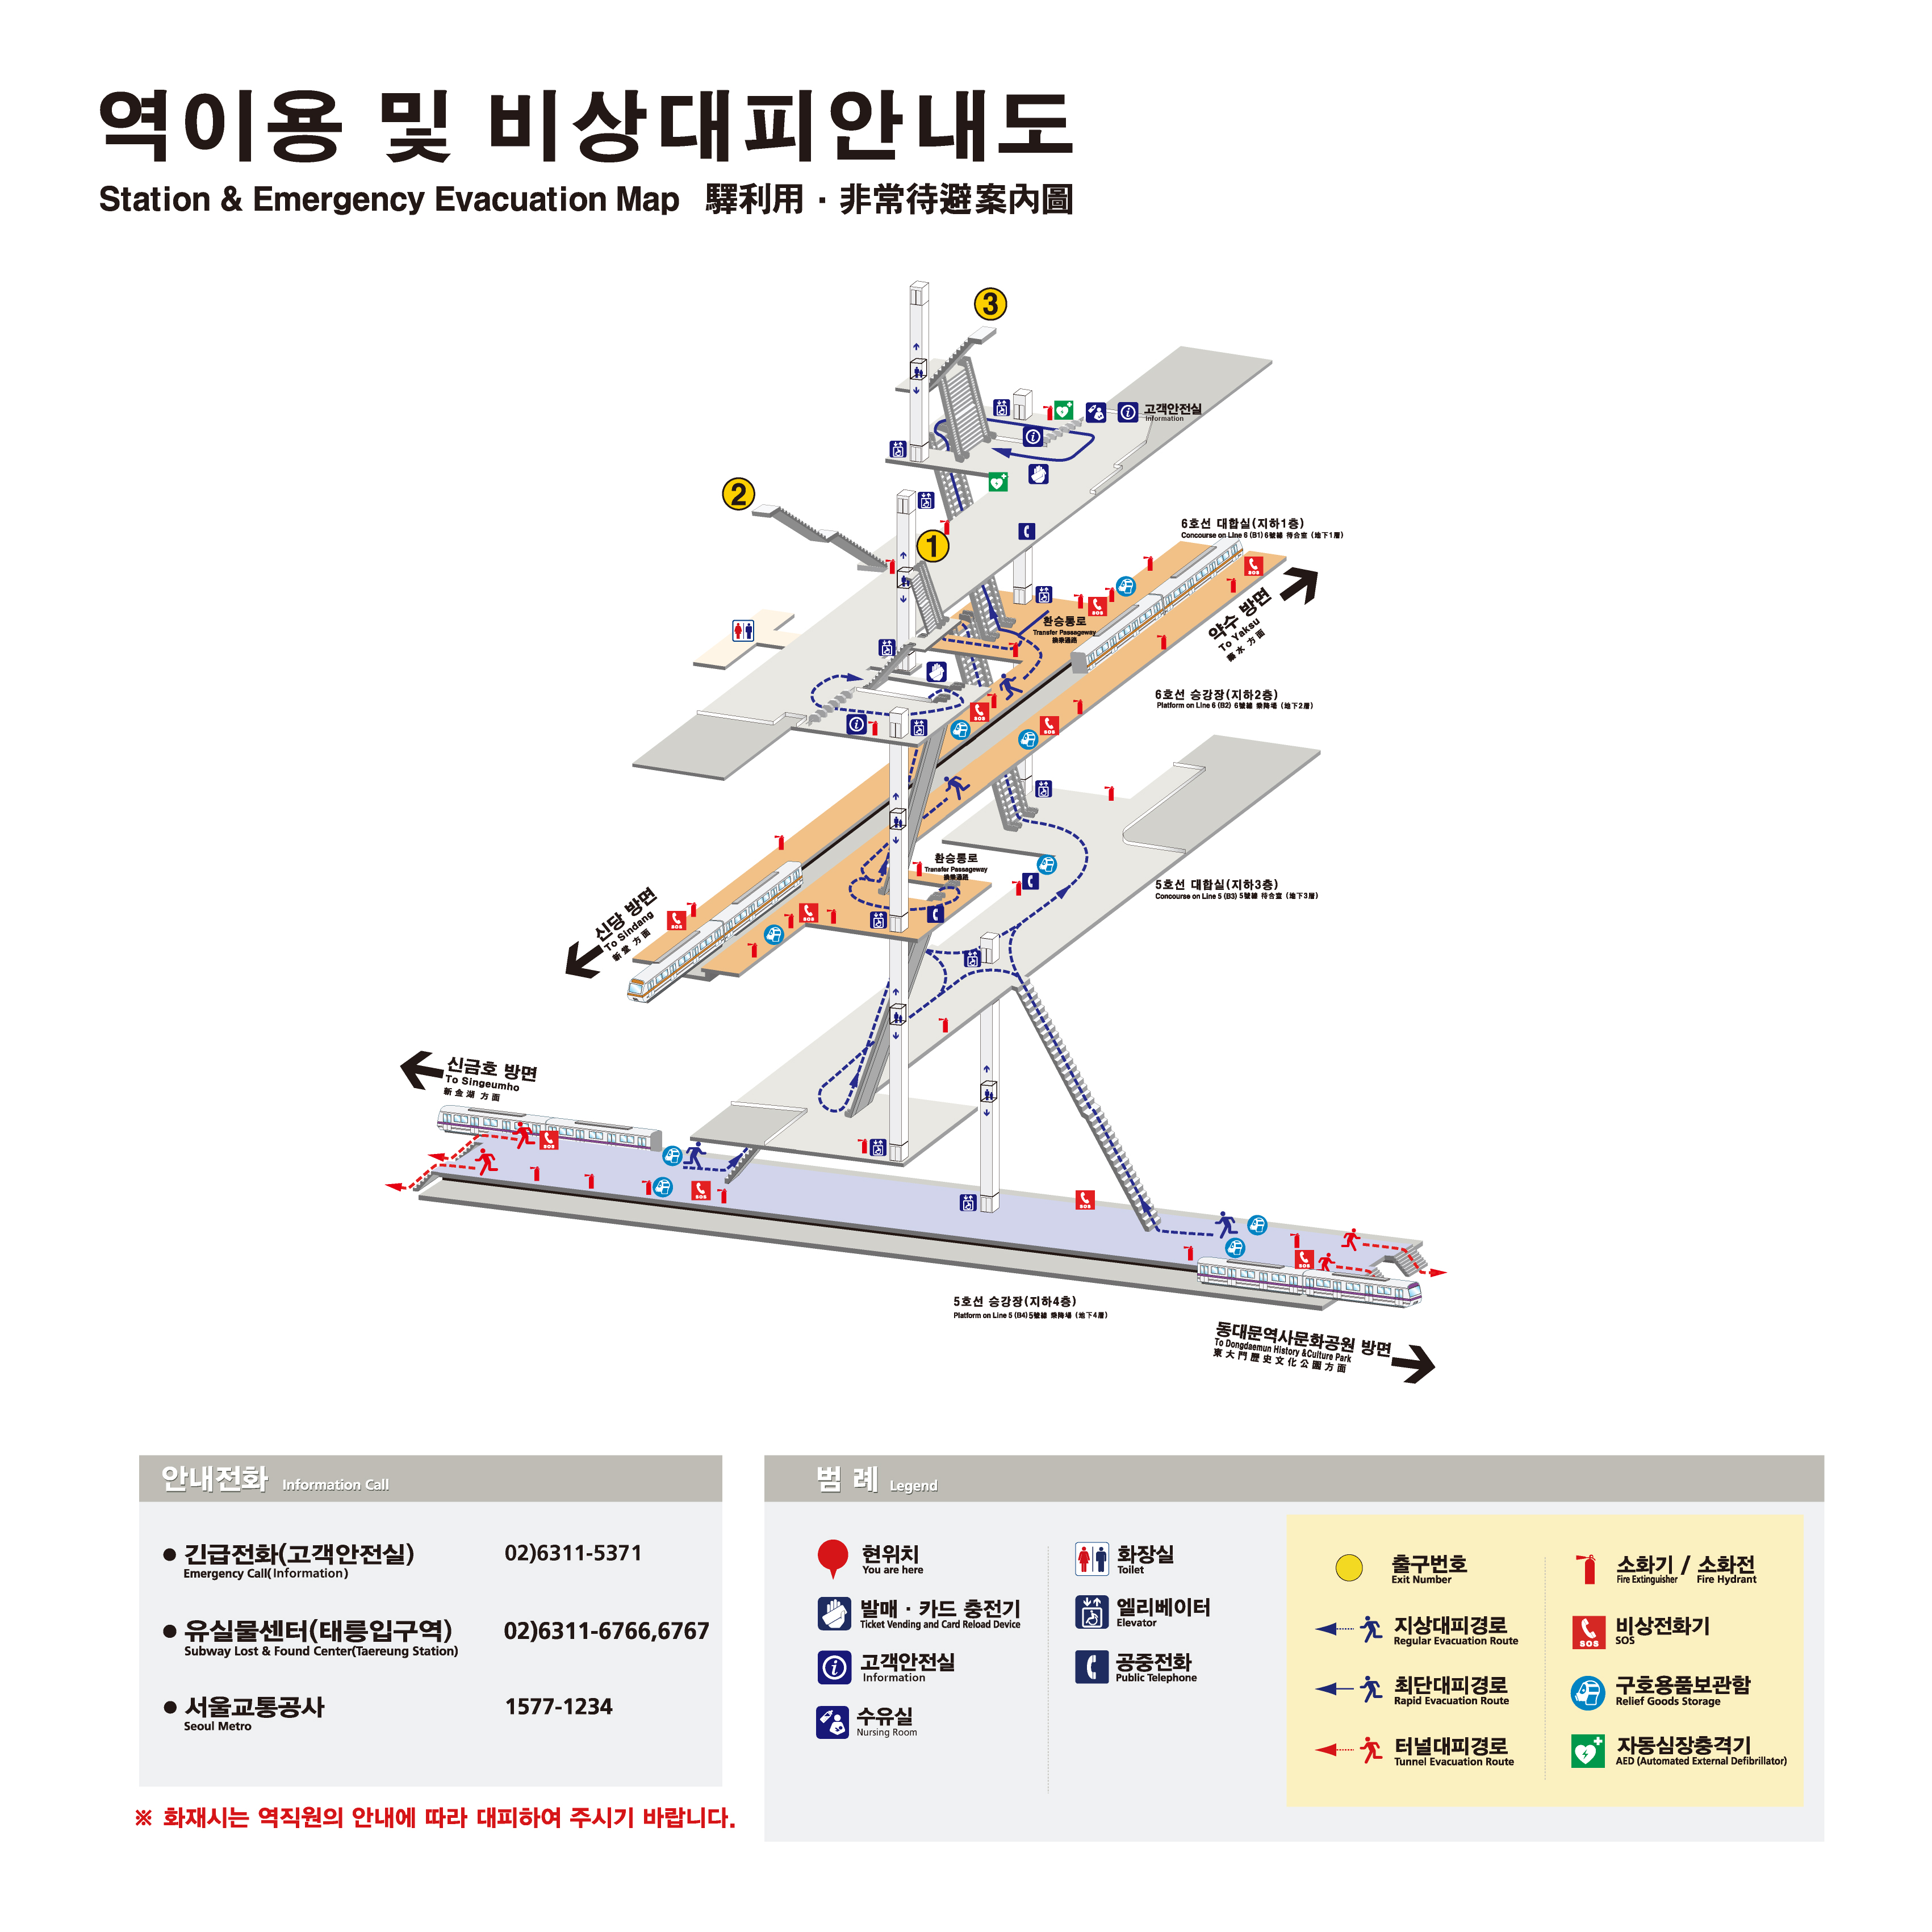 역이용 및 비상대피안내도
Station & Emergency Evacuation Map 驛利用 · 非常待避案內圖
3
고객안전실
Information
2
1
6호선 대합실(지하1층)
Concourse on Line 6 (B1) 6號線 待合室 (地下1層)
환승통로
Transfer Passageway
換乘通路
약수 방면
To Yaksu
藥水 方面
6호선 승강장(지하2층)
Platform on Line 6 (B2) 6號線 乘降場 (地下2層)
환승통로
Transfer Passageway
換乘通路
5호선 대합실(지하3층)
Concourse on Line 5 (B3) 5號線 待合室 (地下3層)
신당 방면
To Sindang
新堂 方面
신금호 방면
To Singeumho
新金湖 方面
SOS
SOS
SOS
SOS
SOS
SOS
SOS
SOS
SOS
SOS
5호선 승강장(지하4층)
Platform on Line 5 (B4) 5號線 乘降場 (地下4層)
동대문역사문화공원 방면
To Dongdaemun History &Culture Park
東大門歷史文化公園方面
안내전화 Information Call
긴급전화(고객안전실) 02)6311-5371
Emergency Call(Information)
유실물센터(태릉입구역) 02)6311-6766,6767
Subway Lost & Found Center(Taereung Station)
서울교통공사 1577-1234
Seoul Metro
※ 화재시는 역직원의 안내에 따라 대피하여 주시기 바랍니다.
범 례 Legend
현위치
You are here
발매 · 카드 충전기
Ticket Vending and Card Reload Device
고객안전실
Information
수유실
Nursing Room
화장실
Toilet
엘리베이터
Elevator
공중전화
Public Telephone
출구번호
Exit Number
지상대피경로
Regular Evacuation Route
최단대피경로
Rapid Evacuation Route
터널대피경로
Tunnel Evacuation Route
소화기 / 소화전
Fire Extinguisher Fire Hydrant
SOS
비상전화기
SOS
구호용품보관함
Relief Goods Storage
자동심장충격기
AED (Automated External Defibrillator)